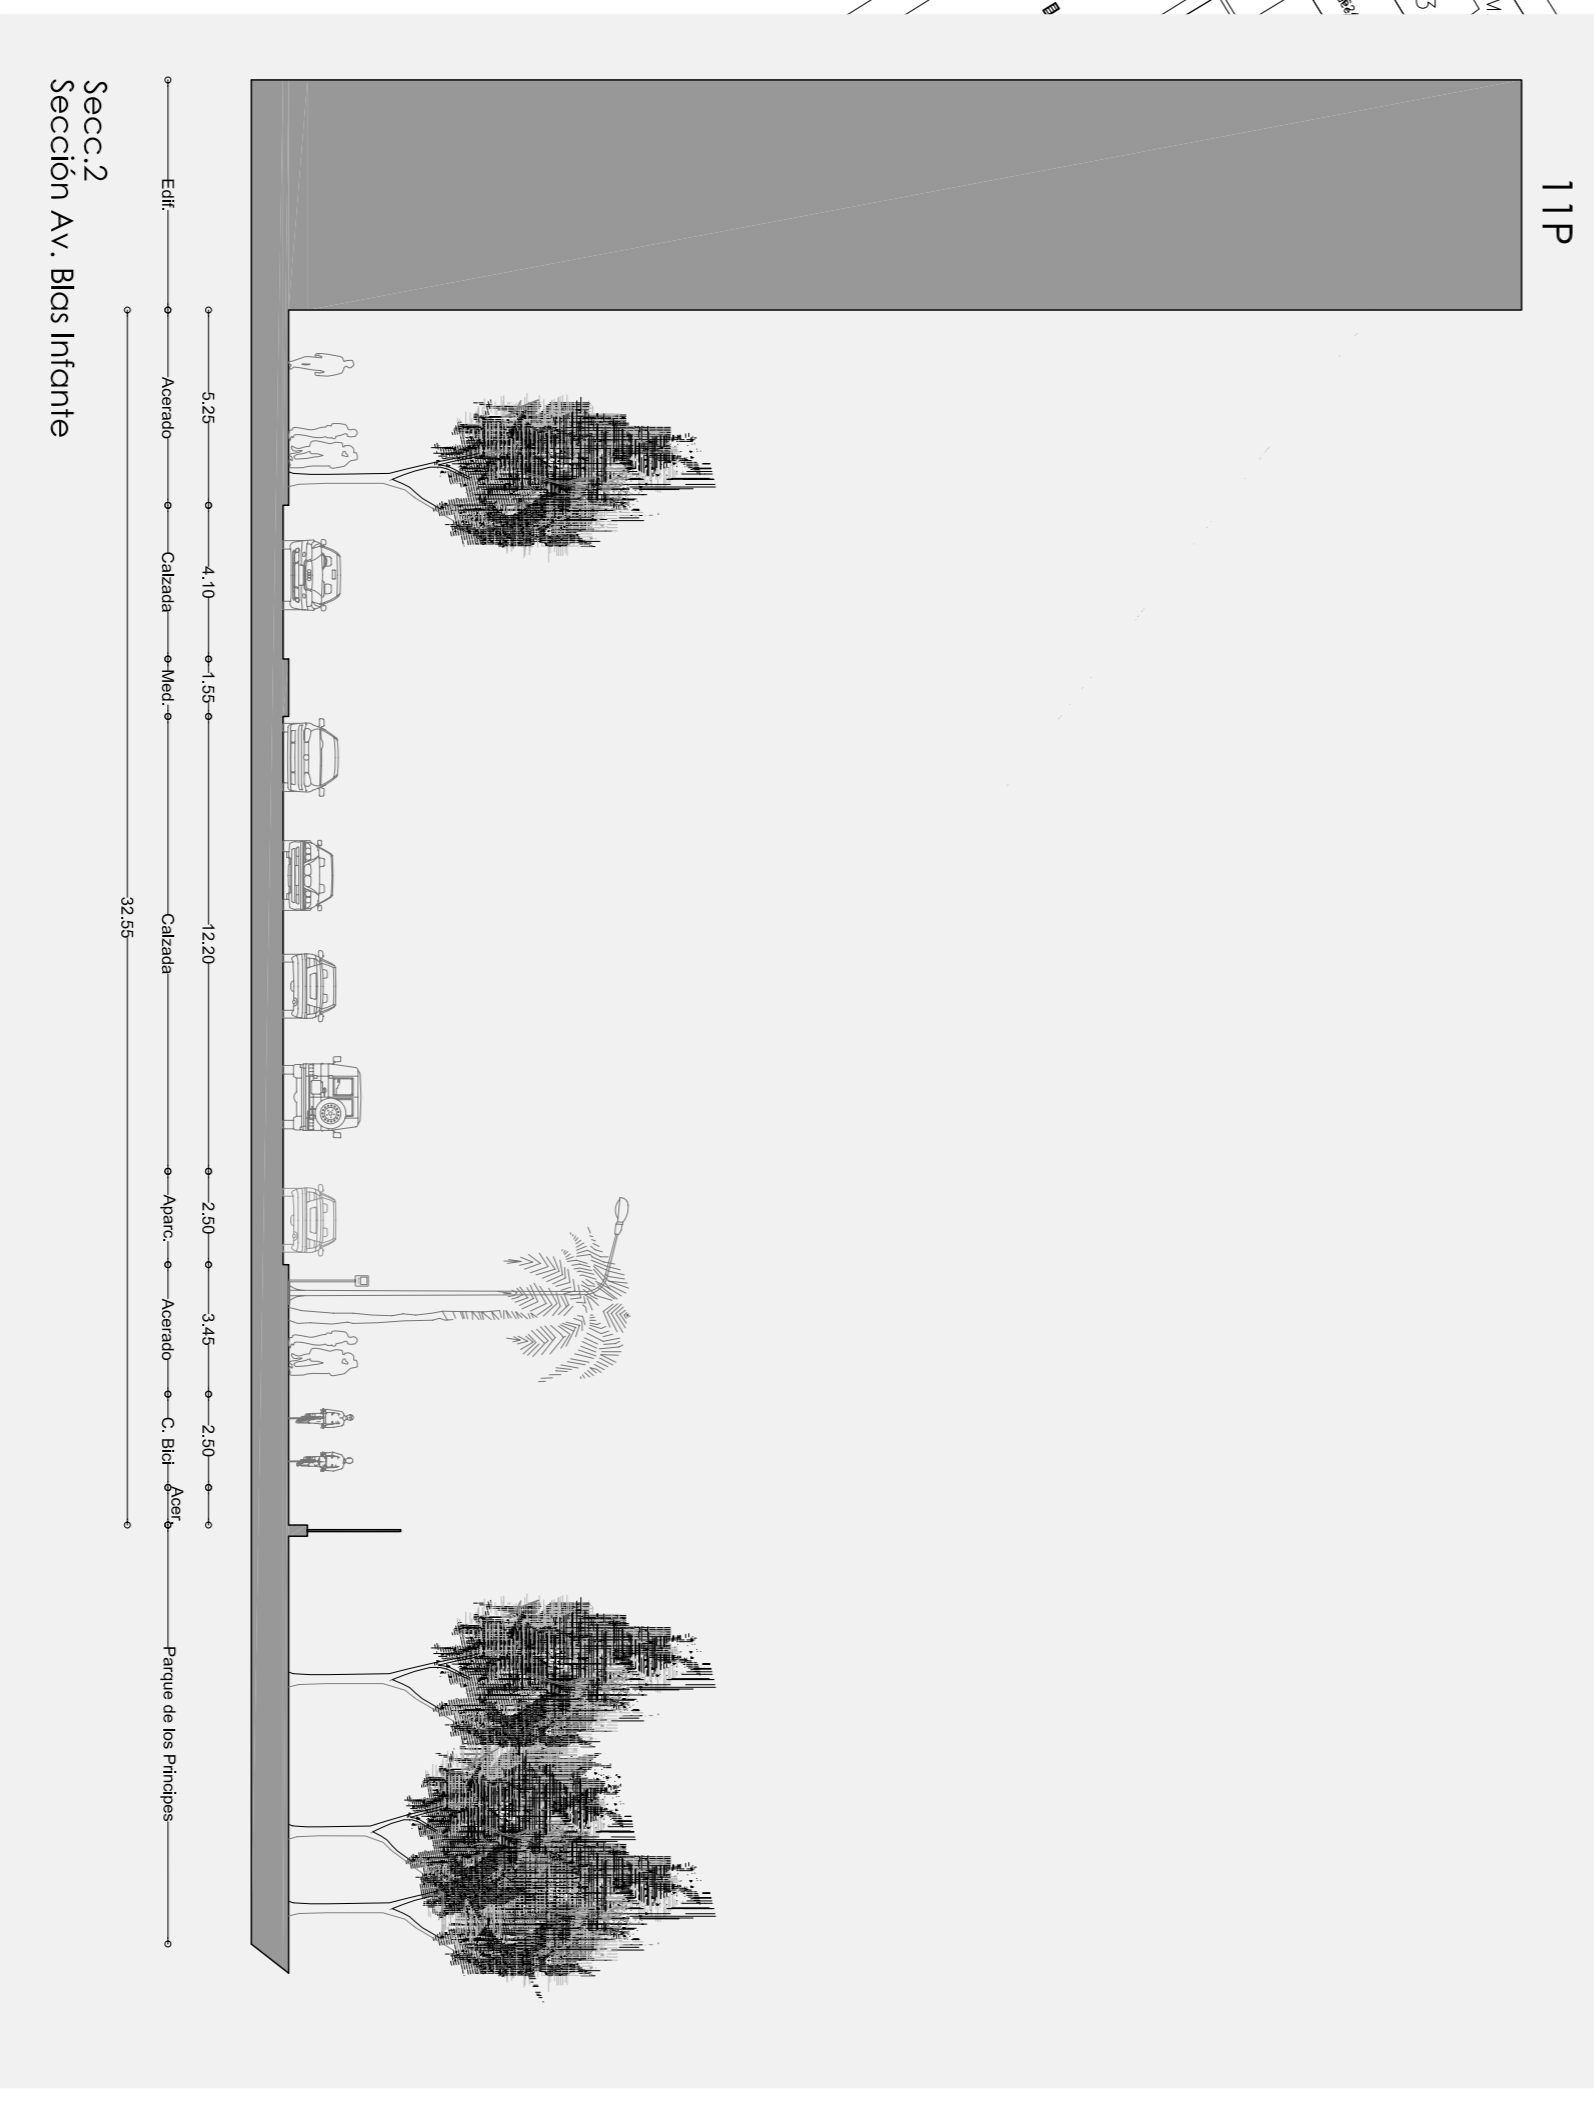 11P
5.25
4.10
1.55
12.20
2.50
3.45
2.50
Edif.
Acerado
Calzada
Med.
Calzada
Aparc.
Acerado
C. Bici
Acer.
Parque de los Principes
32.55
Secc.2
Sección Av. Blas Infante